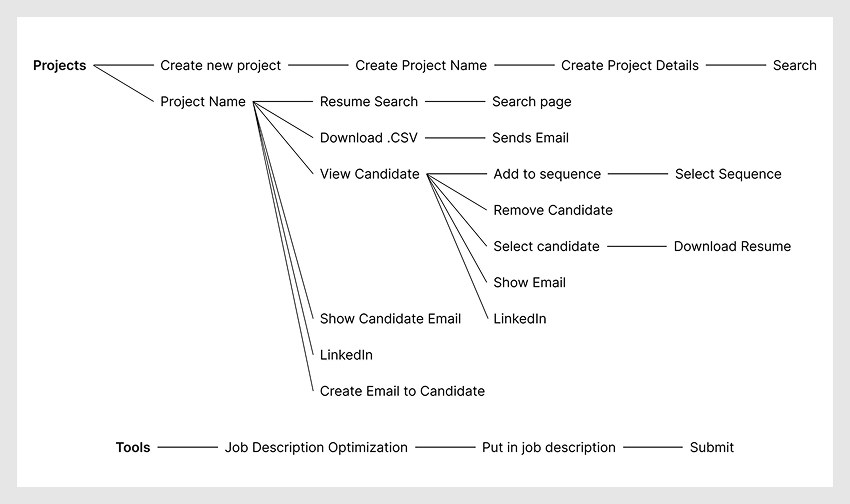 Projects Create new project Create Project Name Create Project Details Search
Project Name Resume Search Search page
Download .CSV Sends Email
View Candidate Add to sequence Select Sequence
Remove Candidate
Select candidate Download Resume
Show Email
Show Candidate Email LinkedIn
LinkedIn
Create Email to Candidate
Tools Job Description Optimization Put in job description Submit